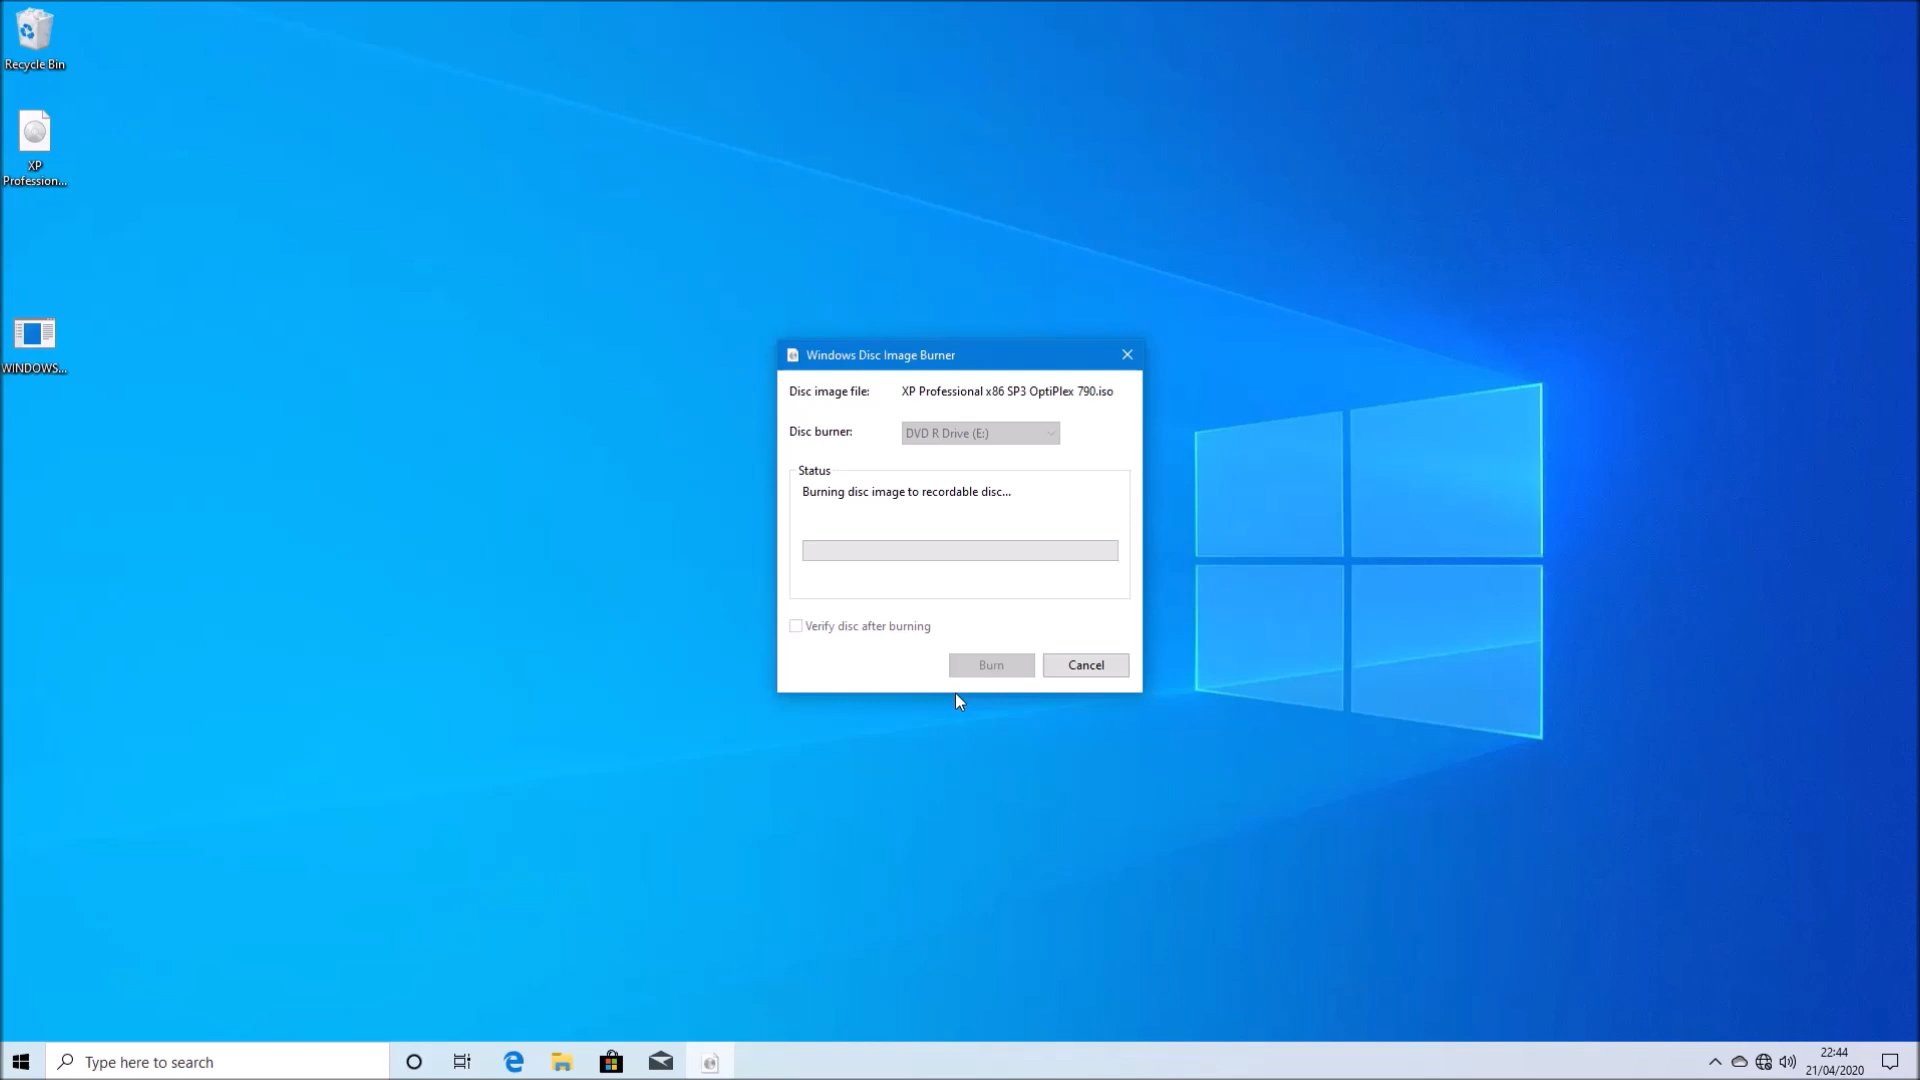 Recycle Bin
XP
Profession...
WINDOWS...
Windows Disc Image Burner
Disc image file: XP Professional x86 SP3 OptiPlex 790.iso
Disc burner: DVD R Drive (E:)
Status
Burning disc image to recordable disc...
Verify disc after burning
Burn Cancel
Type here to search
22:44
21/04/2020